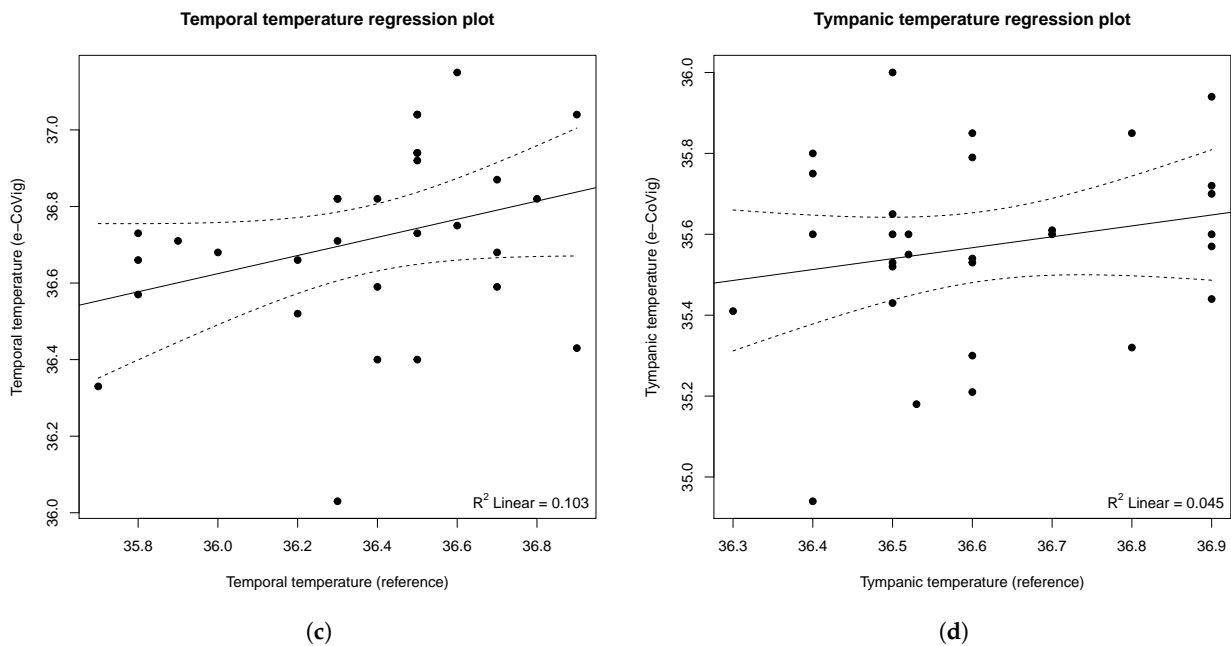 Temporal temperature regression plot
Temporal temperature (e−CoVig)
37.0
36.8
36.6
36.4
36.2
36.0
R² Linear = 0.103
35.8 36.0 36.2 36.4 36.6 36.8
Temporal temperature (reference)
(c)
Tympanic temperature regression plot
Tympanic temperature (e−CoVig)
36.0
35.8
35.6
35.4
35.2
35.0
R² Linear = 0.045
36.3 36.4 36.5 36.6 36.7 36.8 36.9
Tympanic temperature (reference)
(d)